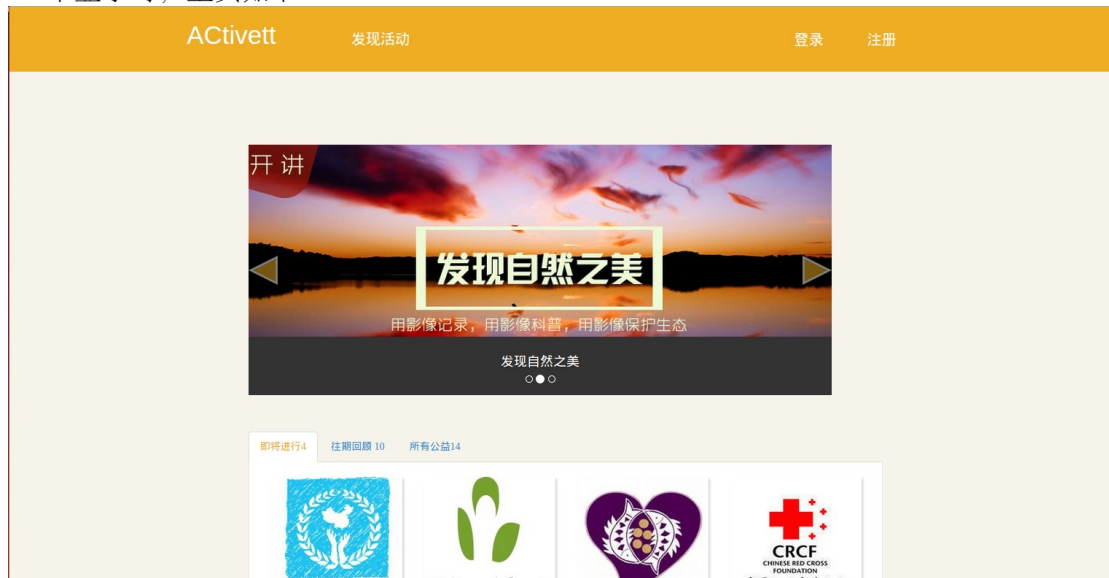 ACtivett
发现活动
登录
注册
开讲
发现自然之美
用影像记录，用影像科普，用影像保护生态
发现自然之美
即将进行4
往期回顾 10
所有公益14
CRCF
CHINESE RED CROSS
FOUNDATION